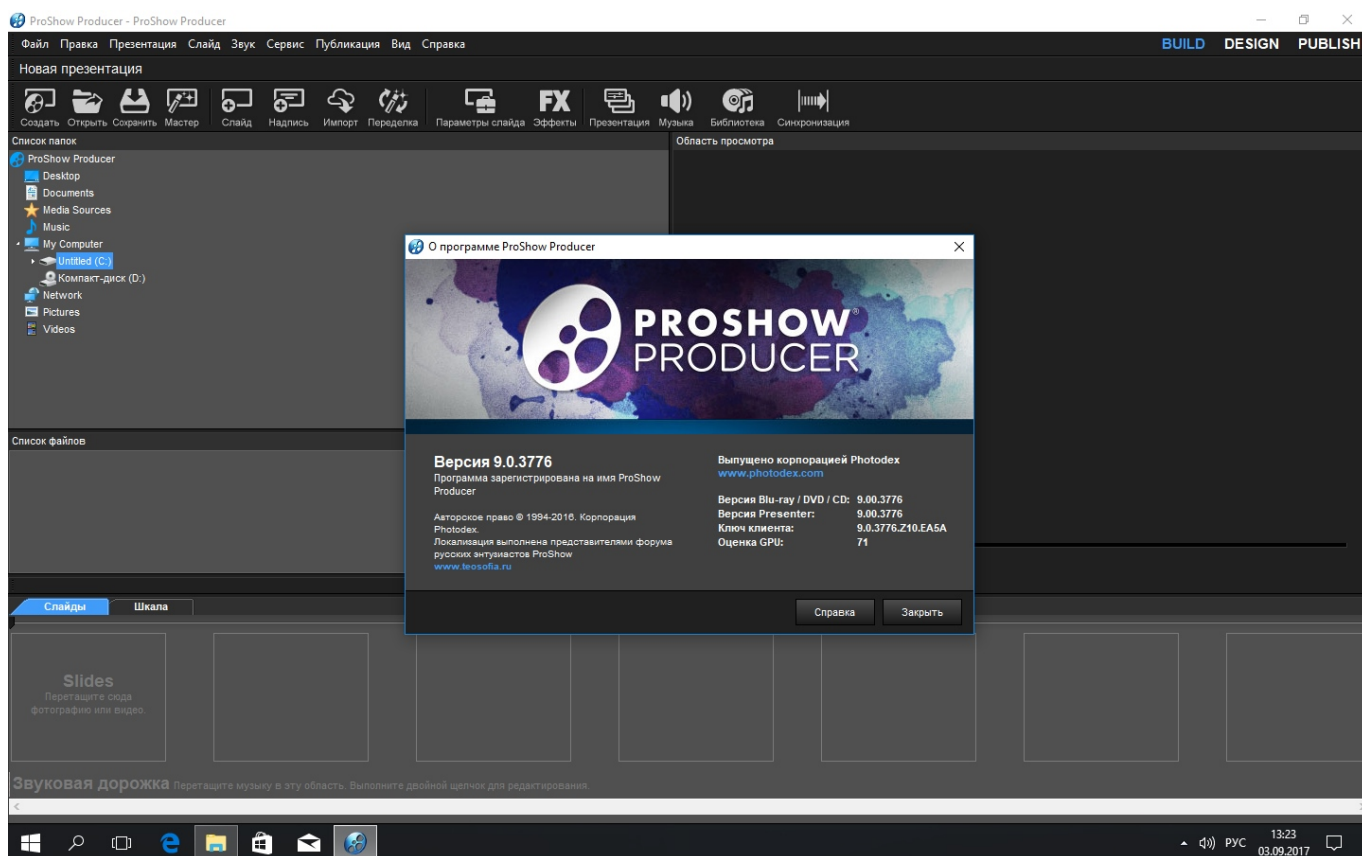 ProShow Producer - ProShow Producer
Файл Правка Презентация Слайд Звук Сервис Публикация Вид Справка
BUILD DESIGN PUBLISH
Новая презентация
Создать Открыть Сохранить Мастер Слайд Надпись Импорт Переделка Параметры слайда FX Эффекты Презентация Музыка Библиотека Синхронизация
Список папок
Область просмотра
ProShow Producer
Desktop
Documents
Media Sources
Music
My Computer
Untitled (C:)
Компакт-диск (D:)
Network
Pictures
Videos
Список файлов
О программе ProShow Producer
PROSHOW®
PRODUCER
Версия 9.0.3776
Программа зарегистрирована на имя ProShow
Producer
Авторское право © 1994-2016. Корпорация
Photodex.
Локализация выполнена представителями форума
русских энтузиастов ProShow
www.teosofia.ru
Выпущено корпорацией Photodex
www.photodex.com
Версия Blu-ray / DVD / CD: 9.00.3776
Версия Presenter: 9.00.3776
Ключ клиента: 9.0.3776.Z10.EA5A
Оценка GPU: 71
Справка Закрыть
Слайды Шкала
Slides
Перетащите сюда
фотографию или видео.
Звуковая дорожка Перетащите музыку в эту область. Выполните двойной щелчок для редактирования.
РУС
13:23
03.09.2017